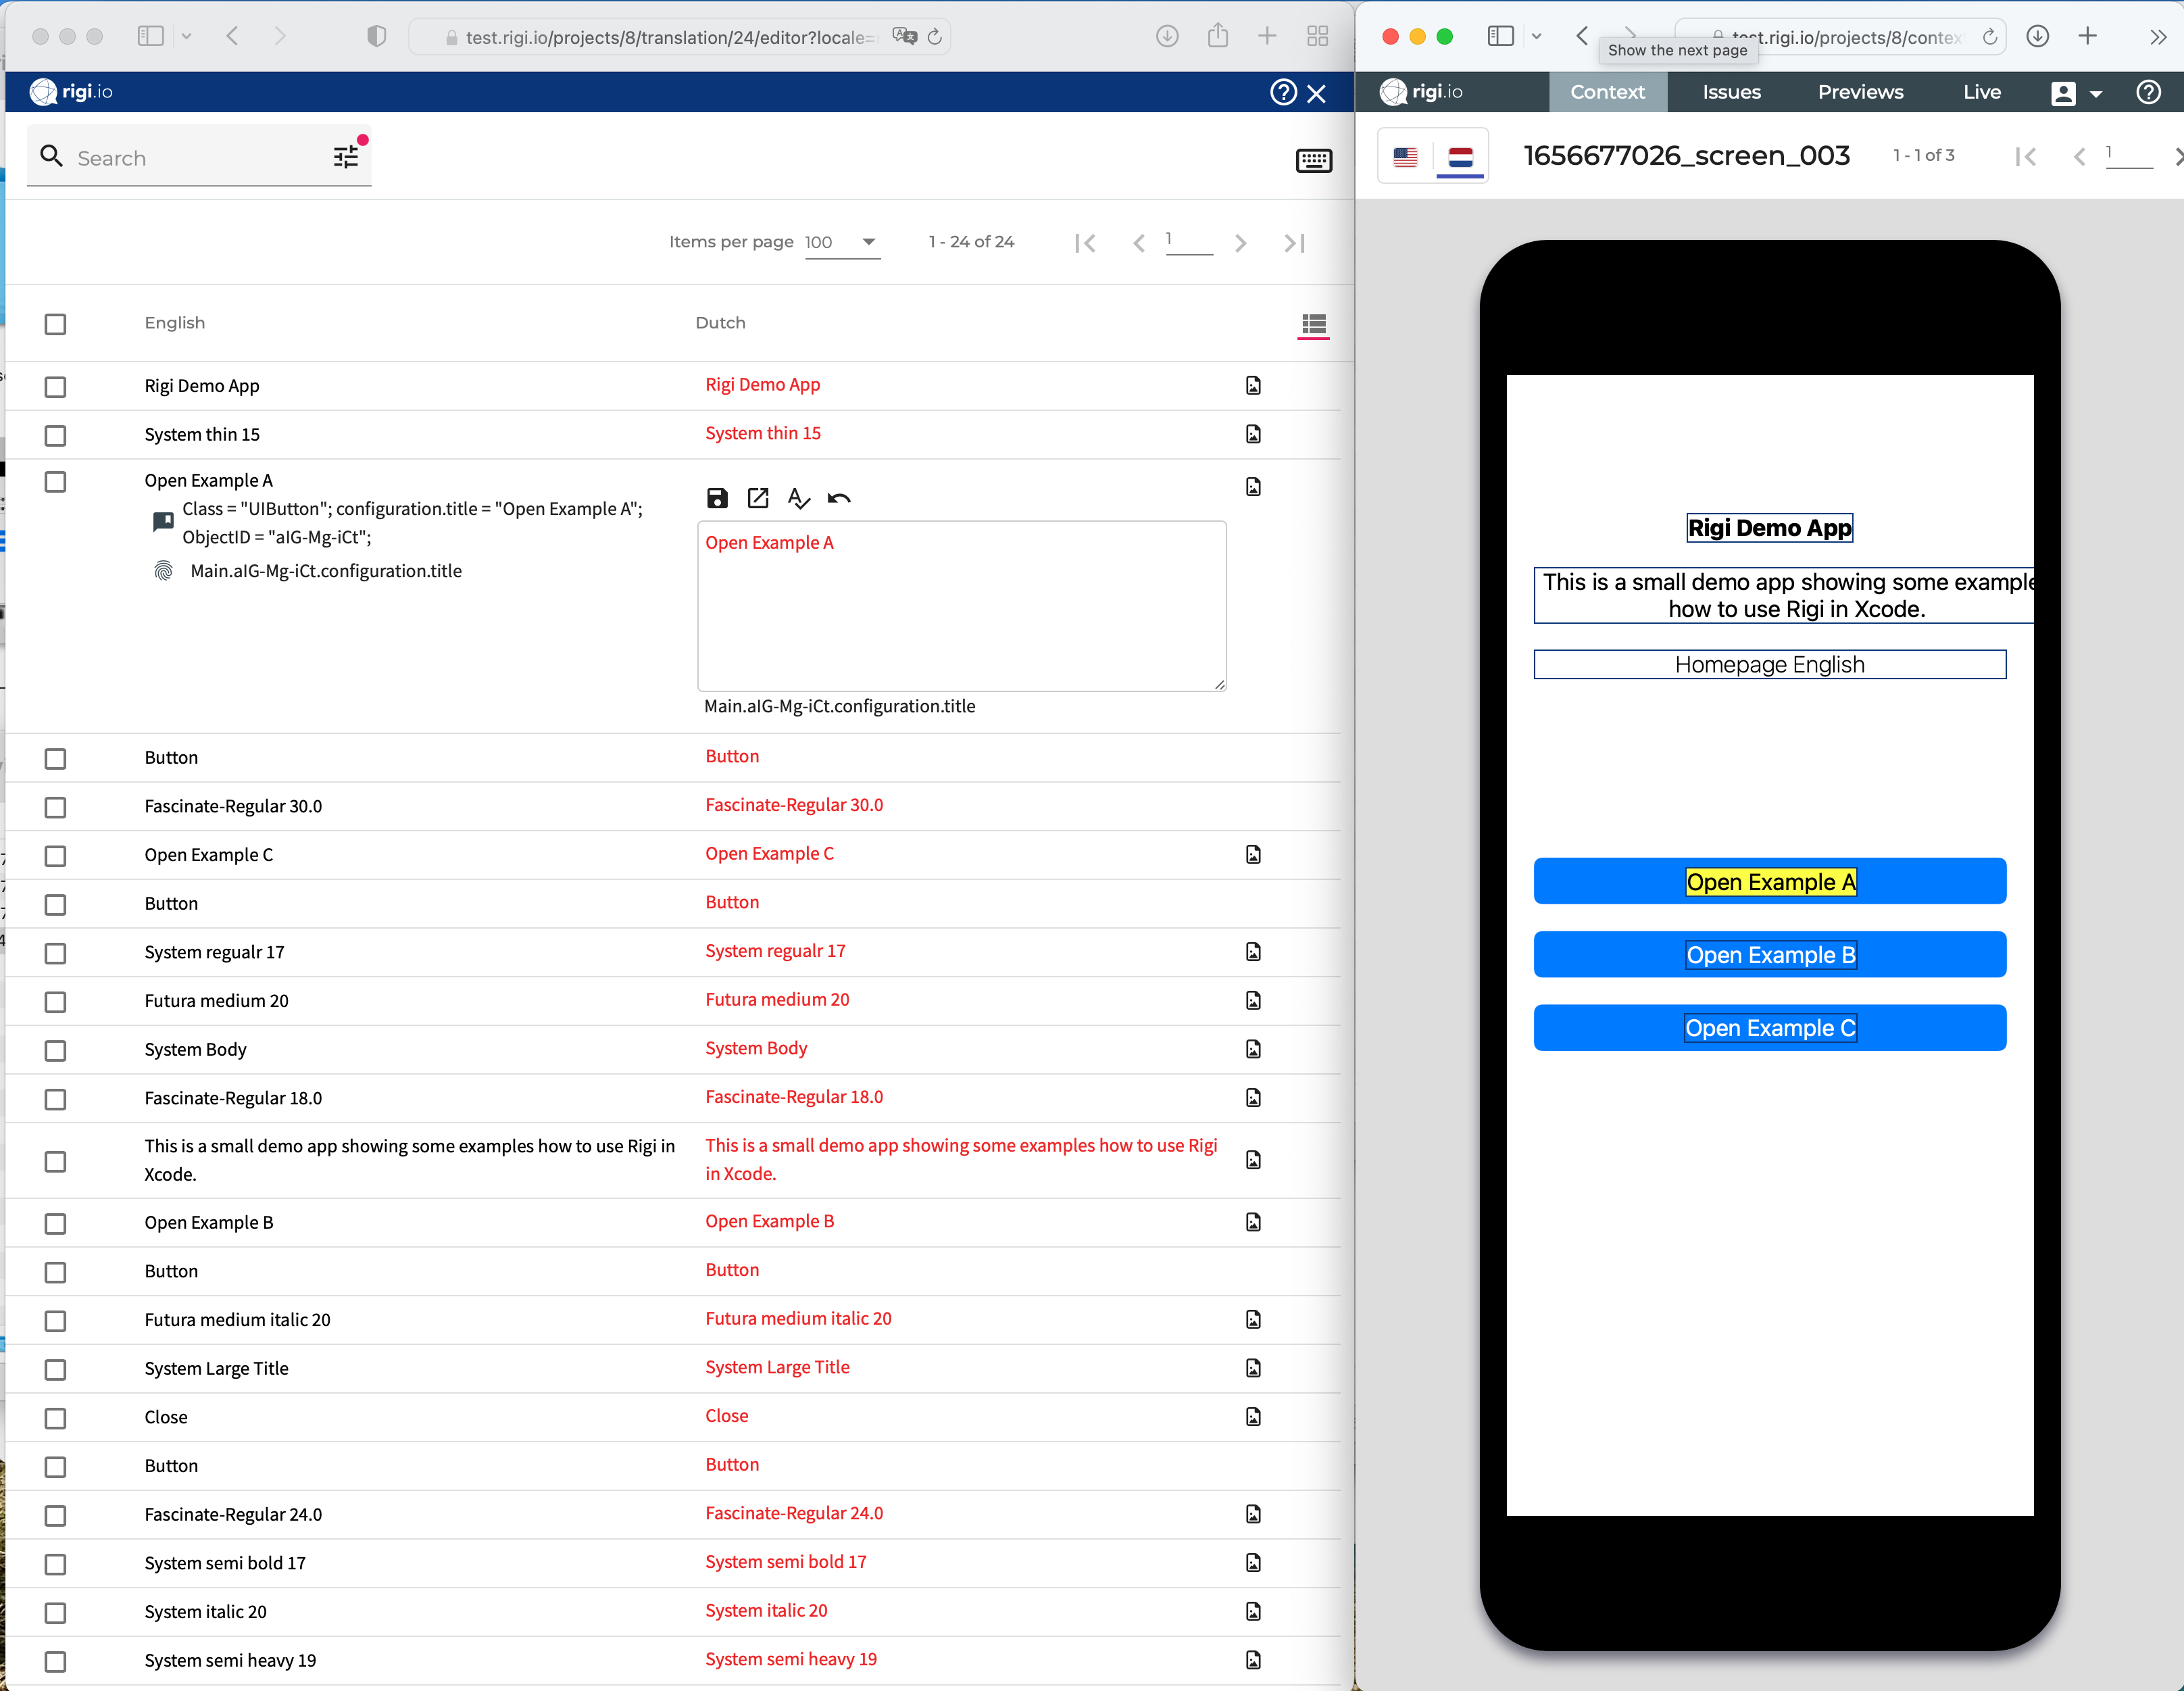 test.rigi.io/projects/8/translation/24/editor?locale=
rigi.io
Search
Items per page 100
1 - 24 of 24
1
English Dutch
Rigi Demo App Rigi Demo App
System thin 15 System thin 15
Open Example A
Class = "UIButton"; configuration.title = "Open Example A";
ObjectID = "aIG-Mg-iCt";
Main.aIG-Mg-iCt.configuration.title
Open Example A
Main.aIG-Mg-iCt.configuration.title
Button Button
Fascinate-Regular 30.0 Fascinate-Regular 30.0
Open Example C Open Example C
Button Button
System regualr 17 System regualr 17
Futura medium 20 Futura medium 20
System Body System Body
Fascinate-Regular 18.0 Fascinate-Regular 18.0
This is a small demo app showing some examples how to use Rigi in This is a small demo app showing some examples how to use Rigi
Xcode. in Xcode.
Open Example B Open Example B
Button Button
Futura medium italic 20 Futura medium italic 20
System Large Title System Large Title
Close Close
Button Button
Fascinate-Regular 24.0 Fascinate-Regular 24.0
System semi bold 17 System semi bold 17
System italic 20 System italic 20
System semi heavy 19 System semi heavy 19
test.rigi.io/projects/8/contex
Show the next page
rigi.io Context Issues Previews Live
1656677026_screen_003 1 - 1 of 3 1
Rigi Demo App
This is a small demo app showing some example
how to use Rigi in Xcode.
Homepage English
Open Example A
Open Example B
Open Example C